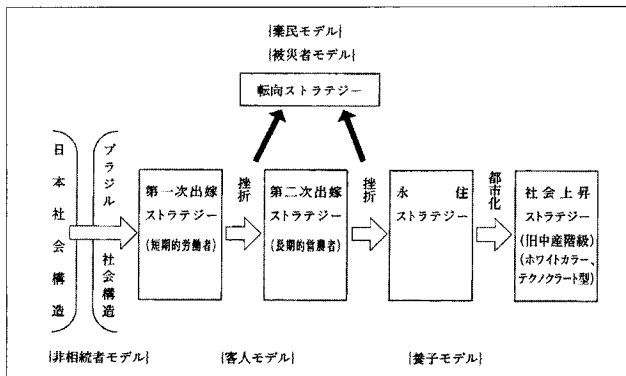 {棄民モデル}
{被災者モデル}
転向ストラテジー
日本社会構造
ブラジル社会構造
第一次出嫁
ストラテジー
(短期的労働者)
挫折
第二次出嫁
ストラテジー
(長期的営農者)
挫折
永住
ストラテジー
都市化
社会上昇
ストラテジー
(旧中産階級)
(ホワイトカラー、
テクノクラート型)
{非相続者モデル}
{客人モデル}
{養子モデル}